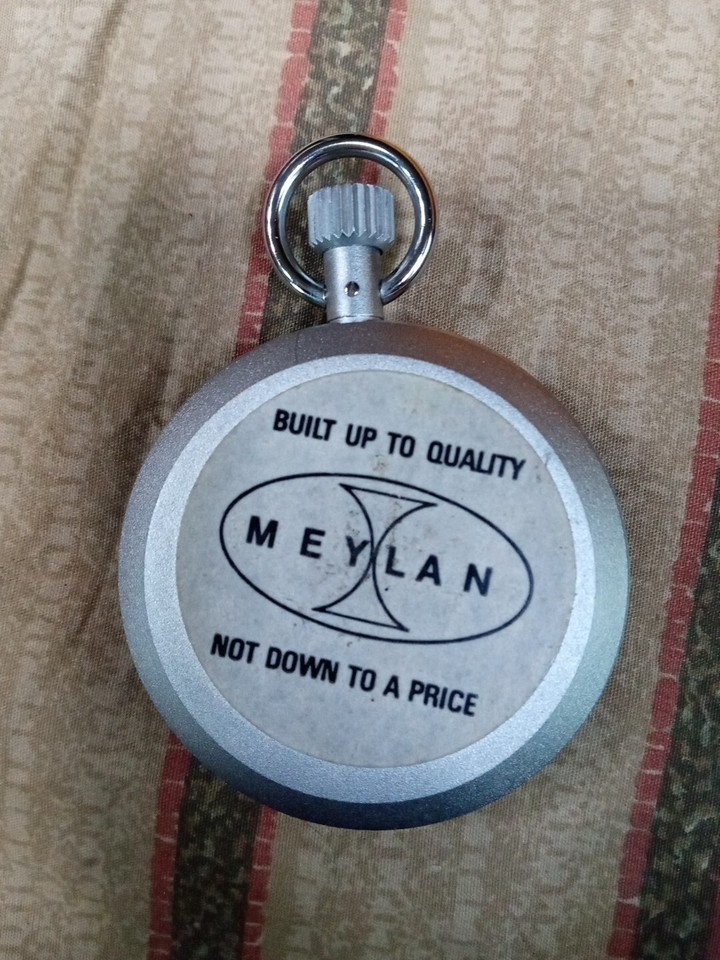 BUILT UP TO QUALITY
MEYLAN
NOT DOWN TO A PRICE